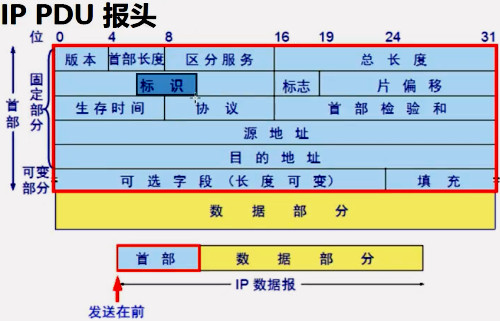 IP PDU 报头
位 0 4 8 16 19 24 31
版本 首部长度 区分服务 总长度
标识 标志 片偏移
生存时间 协议 首部检验和
源地址
目的地址
可选字段（长度可变） 填充
数据部分
首部
固定部分
可变部分
首部 数据部分
IP 数据报
发送在前